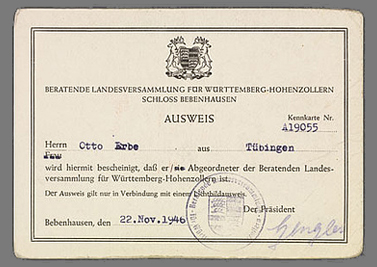 BERATENDE LANDESVERSAMMLUNG FÜR WÜRTTEMBERG-HOHENZOLLERN
SCHLOSS BEBENHAUSEN
AUSWEIS
Kennkarte Nr.
A19055
Herrn Otto Erbe aus Tübingen
Frau
wird hiermit bescheinigt, daß er/sie Abgeordneter der Beratenden Landes-
versammlung für Württemberg-Hohenzollern ist.
Der Ausweis gilt nur in Verbindung mit einem Lichtbildausweis.
Der Präsident
Bebenhausen, den 22.Nov.1946
Gengler